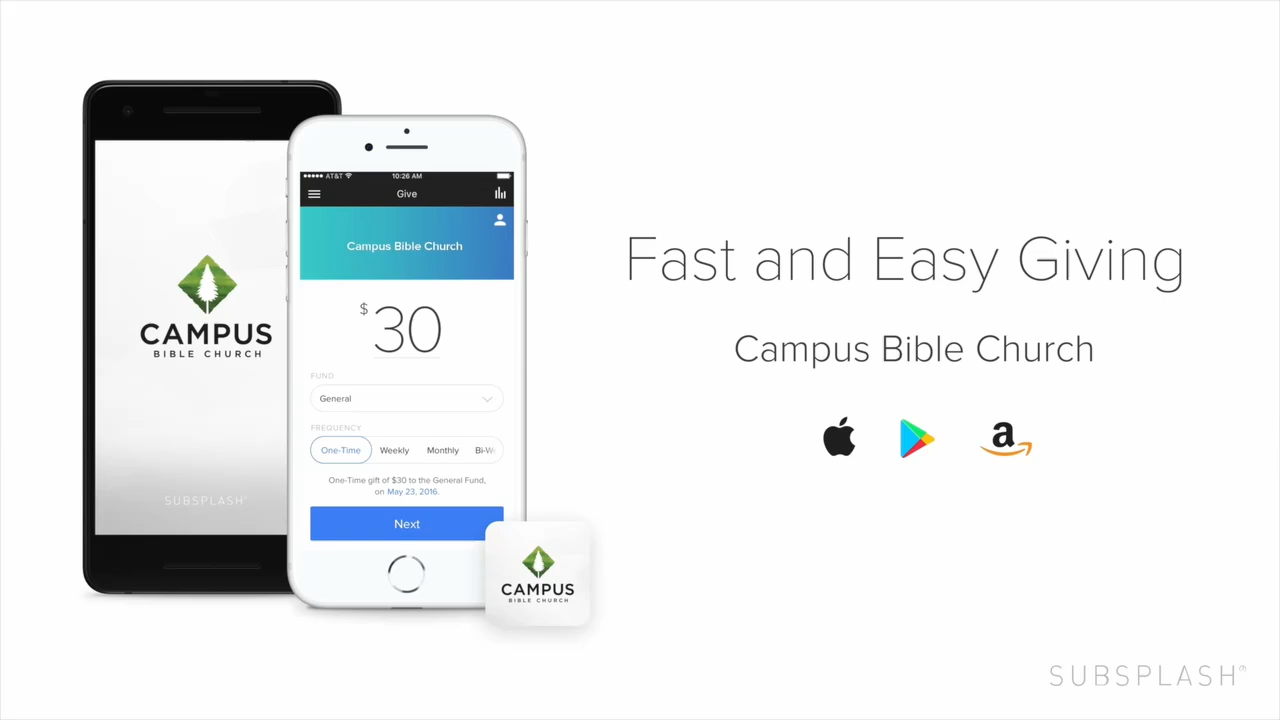 CAMPUS
BIBLE CHURCH
SUBSPLASH
AT&T
10:26 AM
Give
Campus Bible Church
$30
FUND
General
FREQUENCY
One-Time Weekly Monthly Bi-We
One-Time gift of $30 to the General Fund,
on May 23, 2016.
Next
CAMPUS
BIBLE CHURCH
Fast and Easy Giving
Campus Bible Church
a
SUBSPLASH